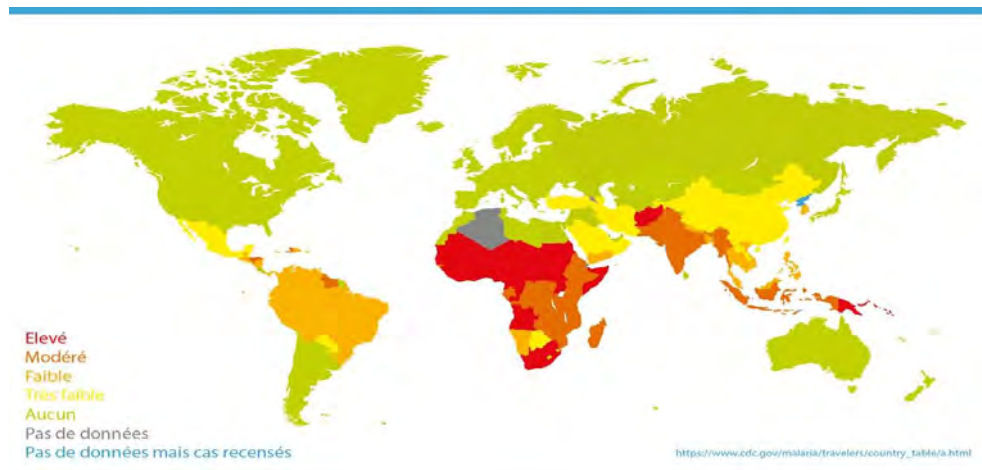 Elevé
Modéré
Faible
Très faible
Aucun
Pas de données
Pas de données mais cas recensés
https://www.cdc.gov/malaria/travelers/country_table/a.html